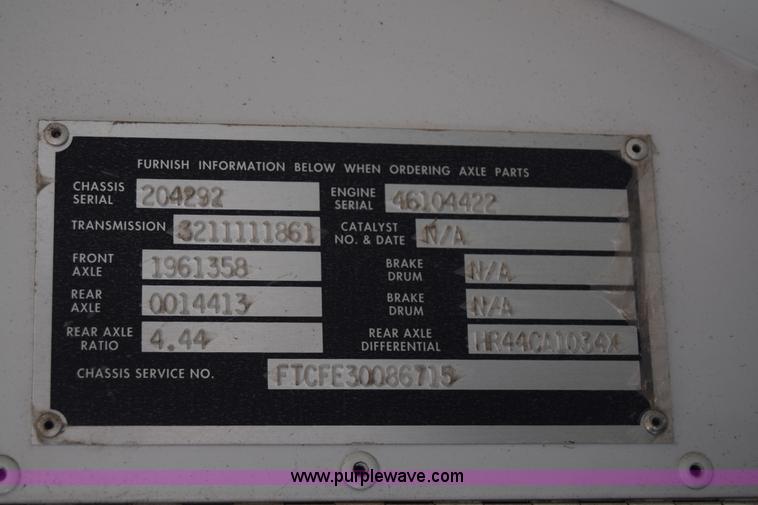 FURNISH INFORMATION BELOW WHEN ORDERING AXLE PARTS
CHASSIS SERIAL 204292 ENGINE SERIAL 46104422
TRANSMISSION 3211111861 CATALYST NO. & DATE N/A
FRONT AXLE 1961358 BRAKE DRUM N/A
REAR AXLE 0014413 BRAKE DRUM N/A
REAR AXLE RATIO 4.44 REAR AXLE DIFFERENTIAL HR44CA1034X
CHASSIS SERVICE NO. FTCFE30086715
www.purplewave.com